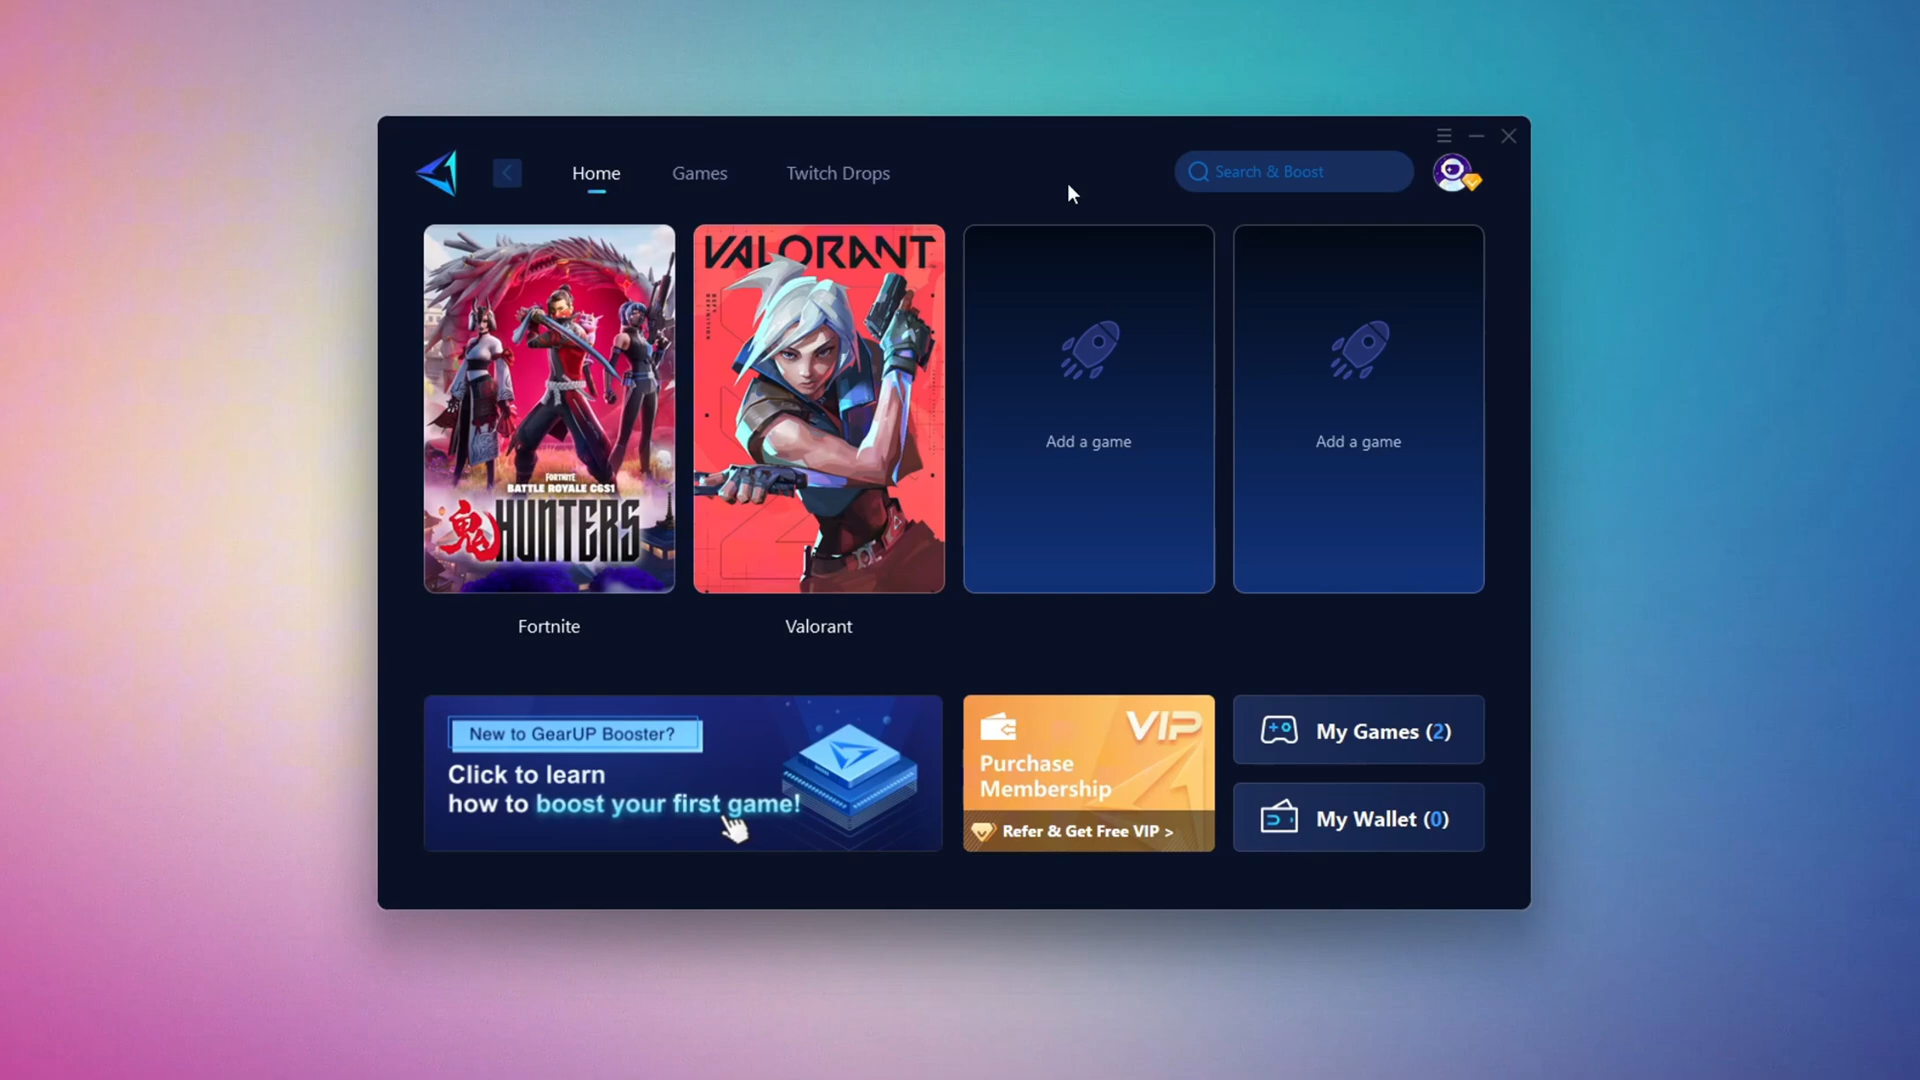 Home
Games
Twitch Drops
Search & Boost
FORTNITE
BATTLE ROYALE C6S1
鬼 HUNTERS
VALORANT
Add a game
Add a game
Fortnite
Valorant
New to GearUP Booster?
Click to learn
how to boost your first game!
VIP
Purchase
Membership
Refer & Get Free VIP >
My Games (2)
My Wallet (0)